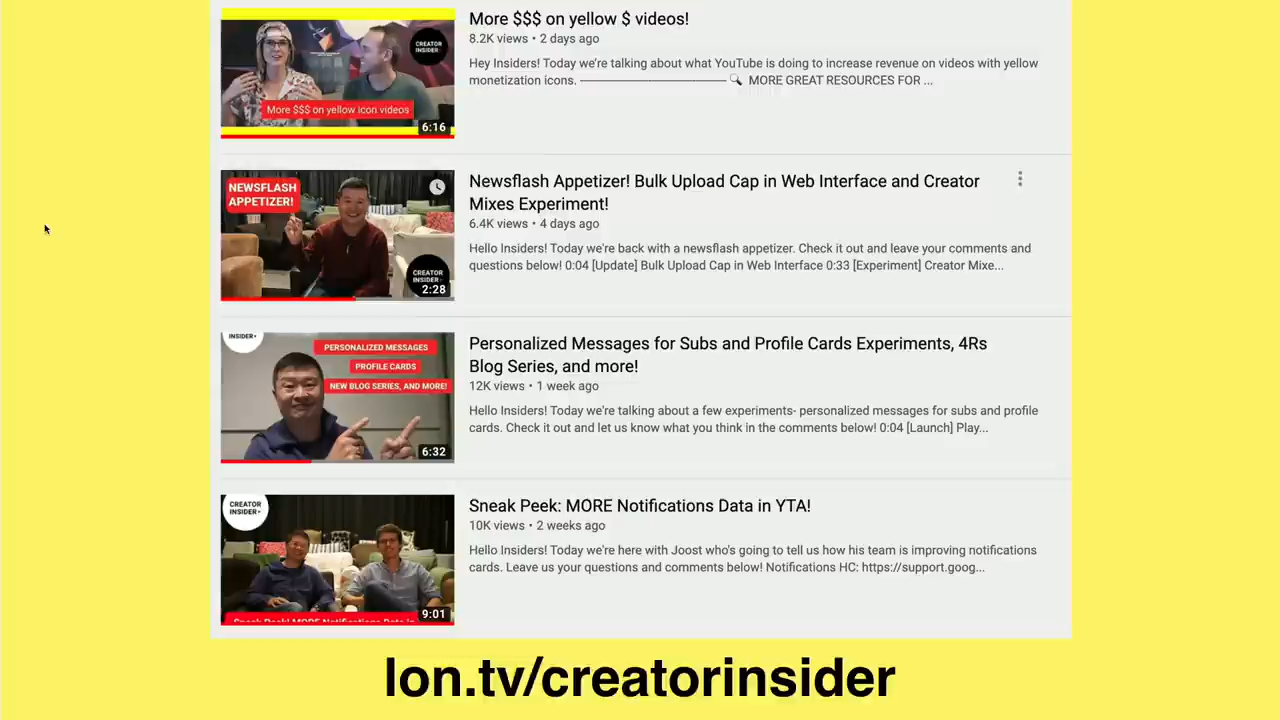 More $$$ on yellow $ videos!
8.2K views • 2 days ago
Hey Insiders! Today we're talking about what YouTube is doing to increase revenue on videos with yellow
monetization icons. ————————————— 🔍 MORE GREAT RESOURCES FOR ...
CREATOR
INSIDER
More $$$ on yellow icon videos
6:16
Newsflash Appetizer! Bulk Upload Cap in Web Interface and Creator
Mixes Experiment!
6.4K views • 4 days ago
Hello Insiders! Today we're back with a newsflash appetizer. Check it out and leave your comments and
questions below! 0:04 [Update] Bulk Upload Cap in Web Interface 0:33 [Experiment] Creator Mixe...
NEWSFLASH
APPETIZER!
CREATOR
INSIDER
2:28
Personalized Messages for Subs and Profile Cards Experiments, 4Rs
Blog Series, and more!
12K views • 1 week ago
Hello Insiders! Today we're talking about a few experiments- personalized messages for subs and profile
cards. Check it out and let us know what you think in the comments below! 0:04 [Launch] Play...
INSIDER
PERSONALIZED MESSAGES
PROFILE CARDS
NEW BLOG SERIES, AND MORE!
6:32
Sneak Peek: MORE Notifications Data in YTA!
10K views • 2 weeks ago
Hello Insiders! Today we're here with Joost who's going to tell us how his team is improving notifications
cards. Leave us your questions and comments below! Notifications HC: https://support.goog...
CREATOR
INSIDER
Sneak Peek! MORE Notifications Data in
9:01
lon.tv/creatorinsider